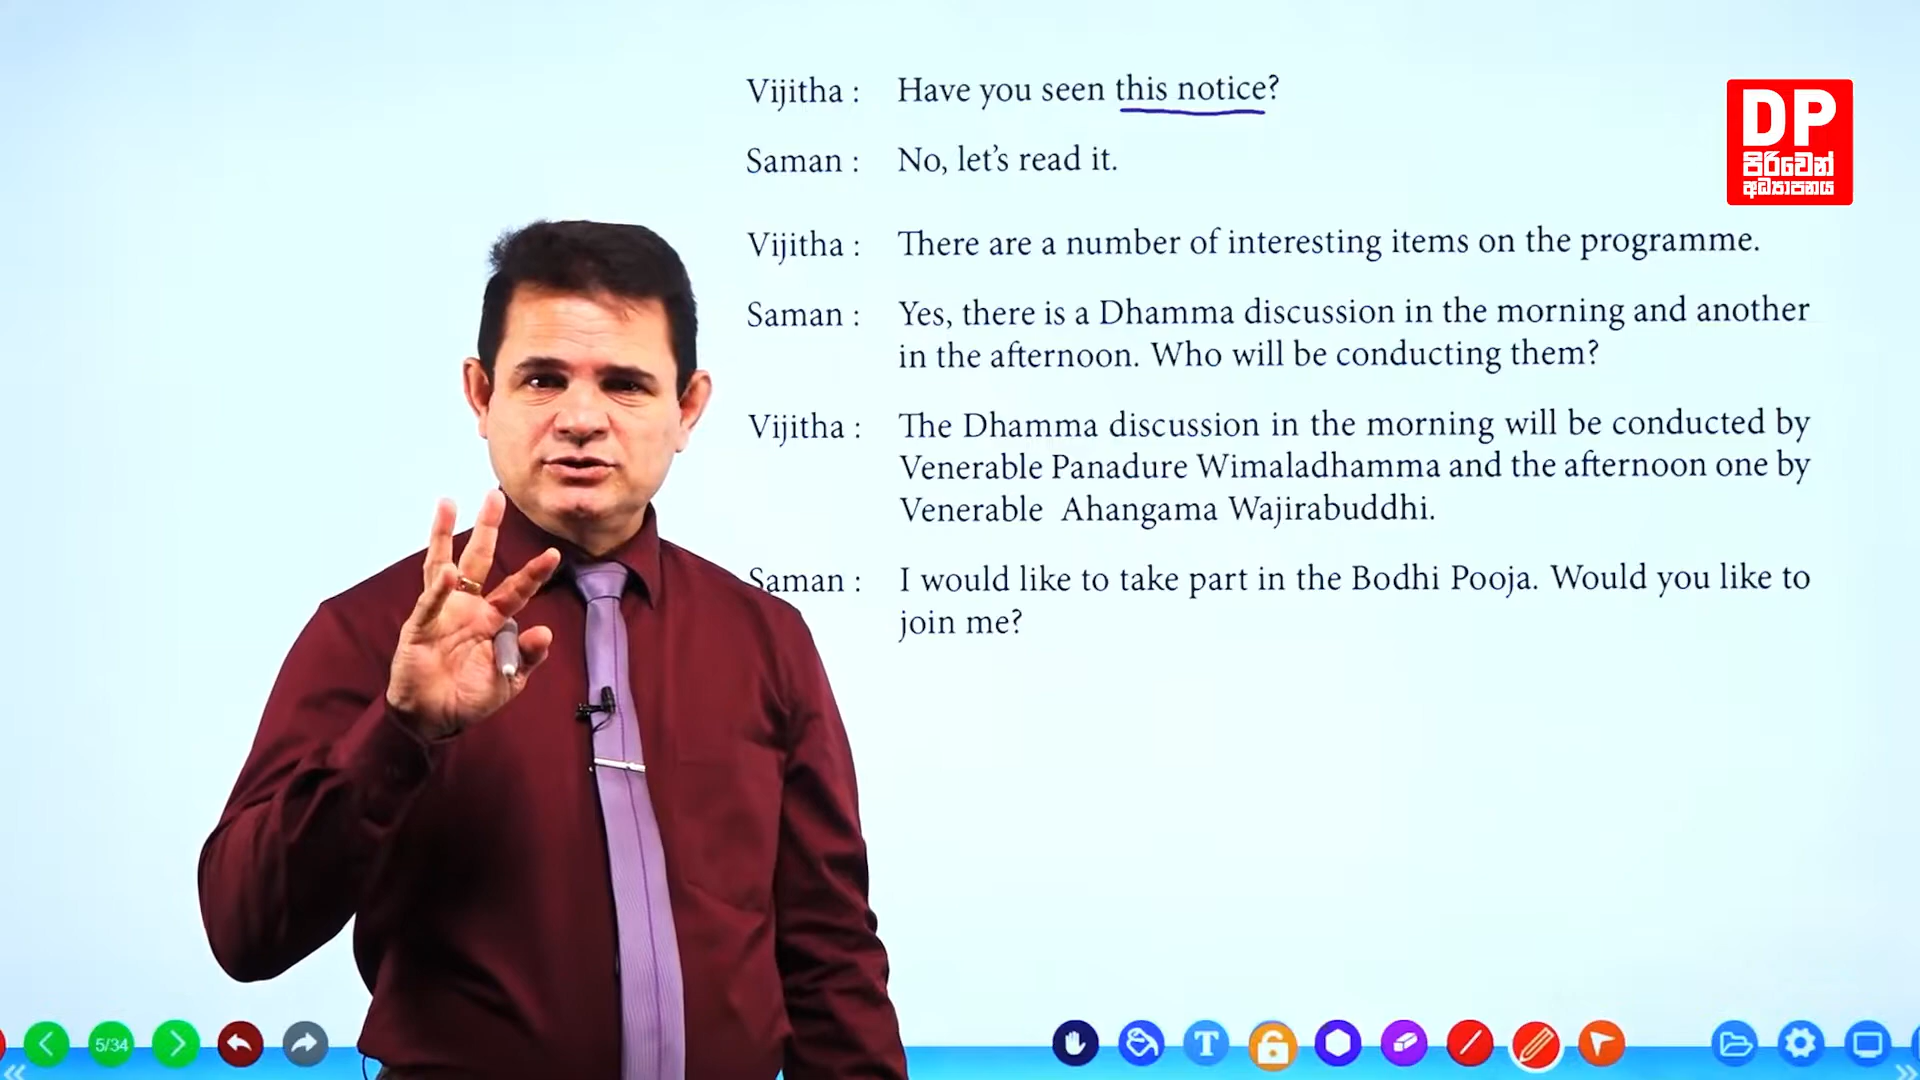 Vijitha : Have you seen this notice?
Saman : No, let's read it.
Vijitha : There are a number of interesting items on the programme.
Saman : Yes, there is a Dhamma discussion in the morning and another
in the afternoon. Who will be conducting them?
Vijitha : The Dhamma discussion in the morning will be conducted by
Venerable Panadure Wimaladhamma and the afternoon one by
Venerable Ahangama Wajirabuddhi.
Saman : I would like to take part in the Bodhi Pooja. Would you like to
join me?
DP
පිරිවෙන්
අධ්‍යාපනය
5/34
T